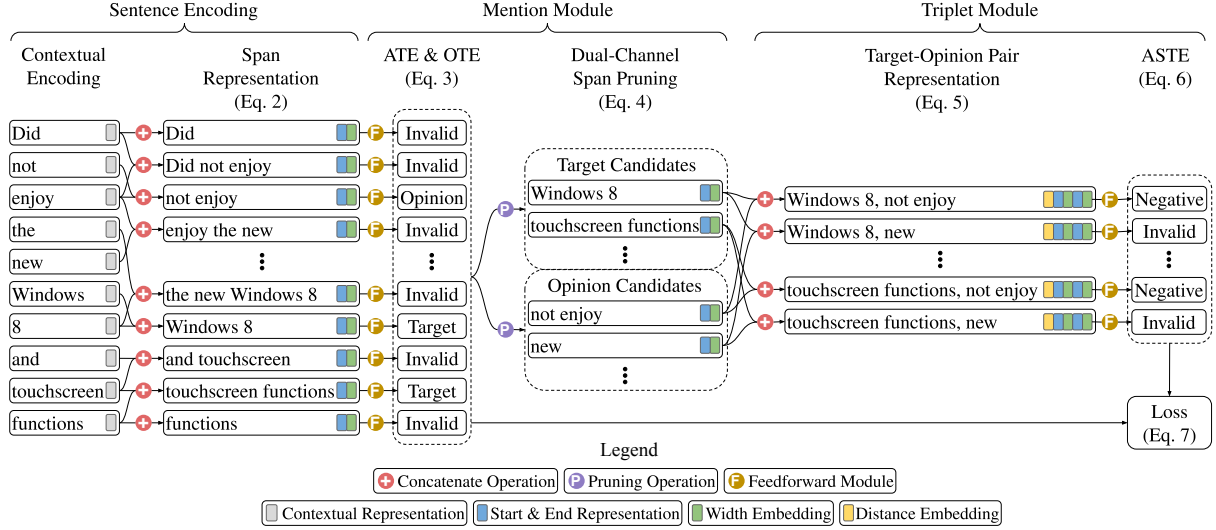 Sentence Encoding
Mention Module
Triplet Module
Contextual
Encoding
Span
Representation
(Eq. 2)
ATE & OTE
(Eq. 3)
Dual-Channel
Span Pruning
(Eq. 4)
Target-Opinion Pair
Representation
(Eq. 5)
ASTE
(Eq. 6)
Did
not
enjoy
the
new
Windows
8
and
touchscreen
functions
+
+
+
+
+
+
+
+
+
Did
Did not enjoy
not enjoy
enjoy the new
the new Windows 8
Windows 8
and touchscreen
touchscreen functions
functions
F
F
F
F
F
F
F
F
F
Invalid
Invalid
Opinion
Invalid
Invalid
Target
Invalid
Target
Invalid
P
P
Target Candidates
Windows 8
touchscreen functions
Opinion Candidates
not enjoy
new
+
+
+
+
Windows 8, not enjoy
Windows 8, new
touchscreen functions, not enjoy
touchscreen functions, new
F
F
F
F
Negative
Invalid
Negative
Invalid
Loss
(Eq. 7)
Legend
+ Concatenate Operation
P Pruning Operation
F Feedforward Module
Contextual Representation
Start & End Representation
Width Embedding
Distance Embedding